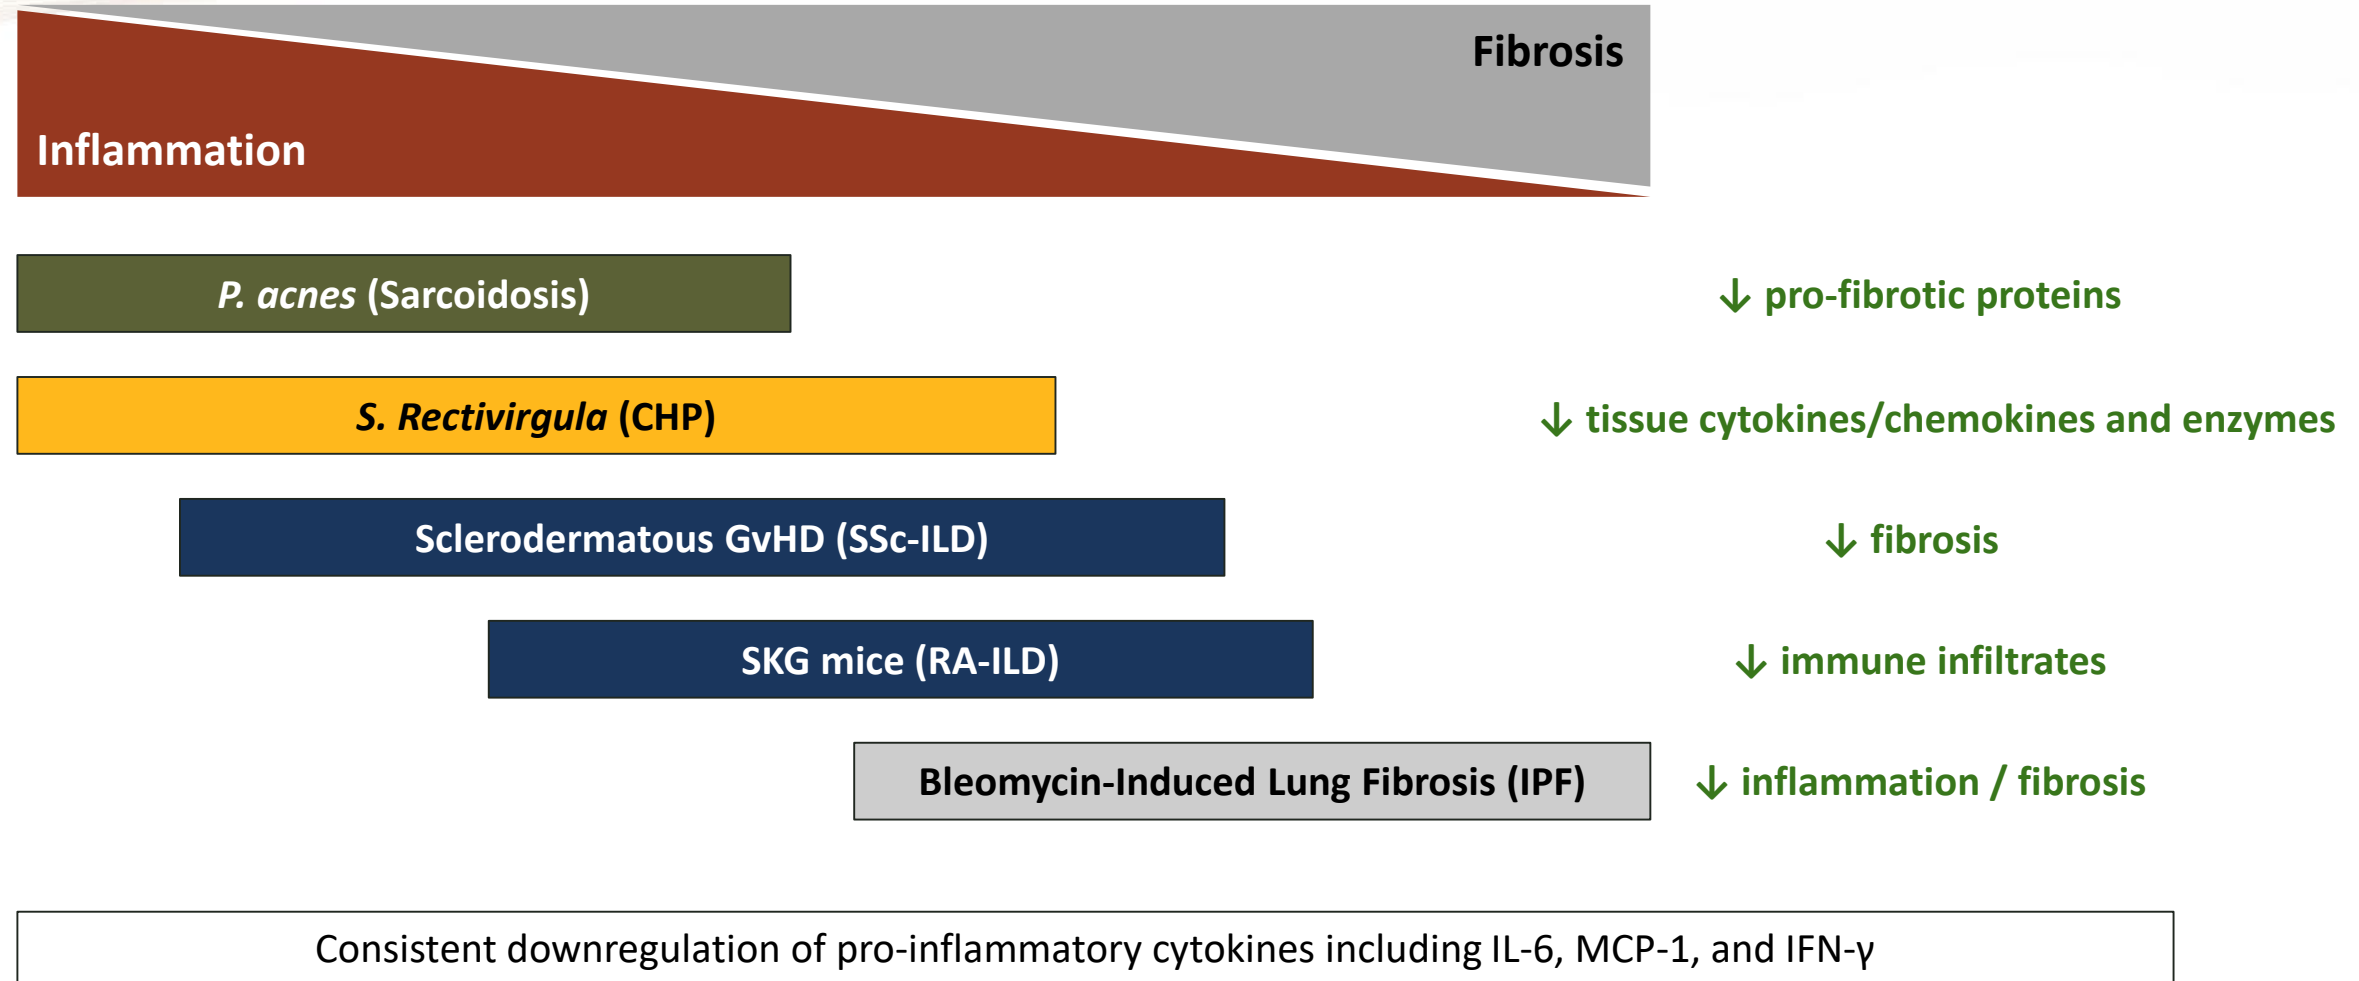 Fibrosis
Inflammation
P. acnes (Sarcoidosis)
↓ pro-fibrotic proteins
S. Rectivirgula (CHP)
↓ tissue cytokines/chemokines and enzymes
Sclerodermatous GvHD (SSc-ILD)
↓ fibrosis
SKG mice (RA-ILD)
↓ immune infiltrates
Bleomycin-Induced Lung Fibrosis (IPF)
↓ inflammation / fibrosis
Consistent downregulation of pro-inflammatory cytokines including IL-6, MCP-1, and IFN-γ